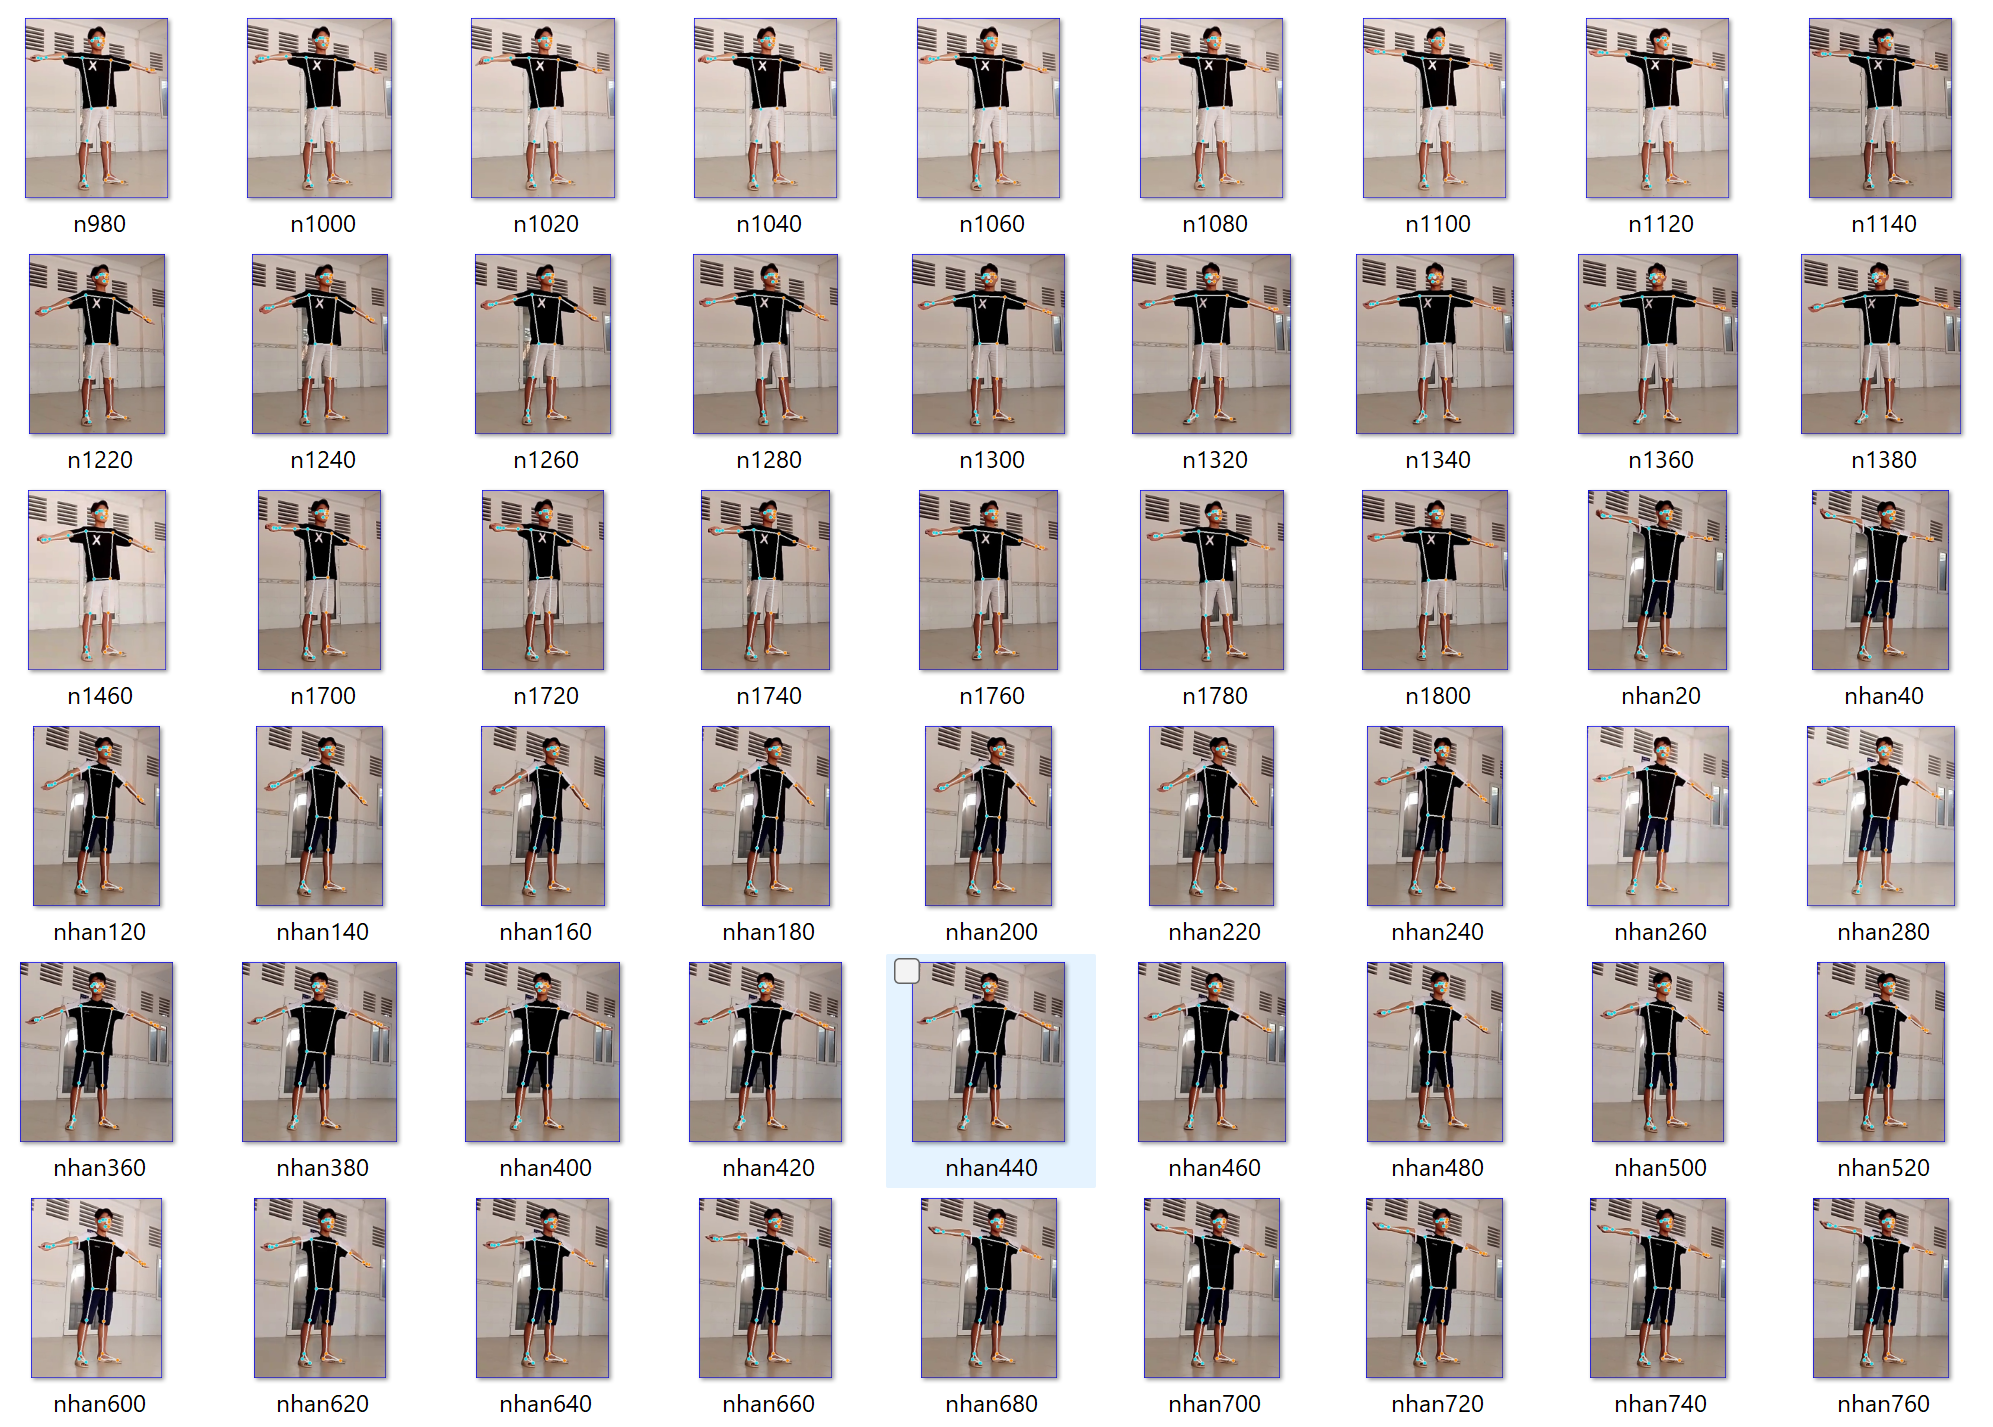 n980 n1000 n1020 n1040 n1060 n1080 n1100 n1120 n1140
n1220 n1240 n1260 n1280 n1300 n1320 n1340 n1360 n1380
n1460 n1700 n1720 n1740 n1760 n1780 n1800 nhan20 nhan40
nhan120 nhan140 nhan160 nhan180 nhan200 nhan220 nhan240 nhan260 nhan280
nhan360 nhan380 nhan400 nhan420 nhan440 nhan460 nhan480 nhan500 nhan520
nhan600 nhan620 nhan640 nhan660 nhan680 nhan700 nhan720 nhan740 nhan760